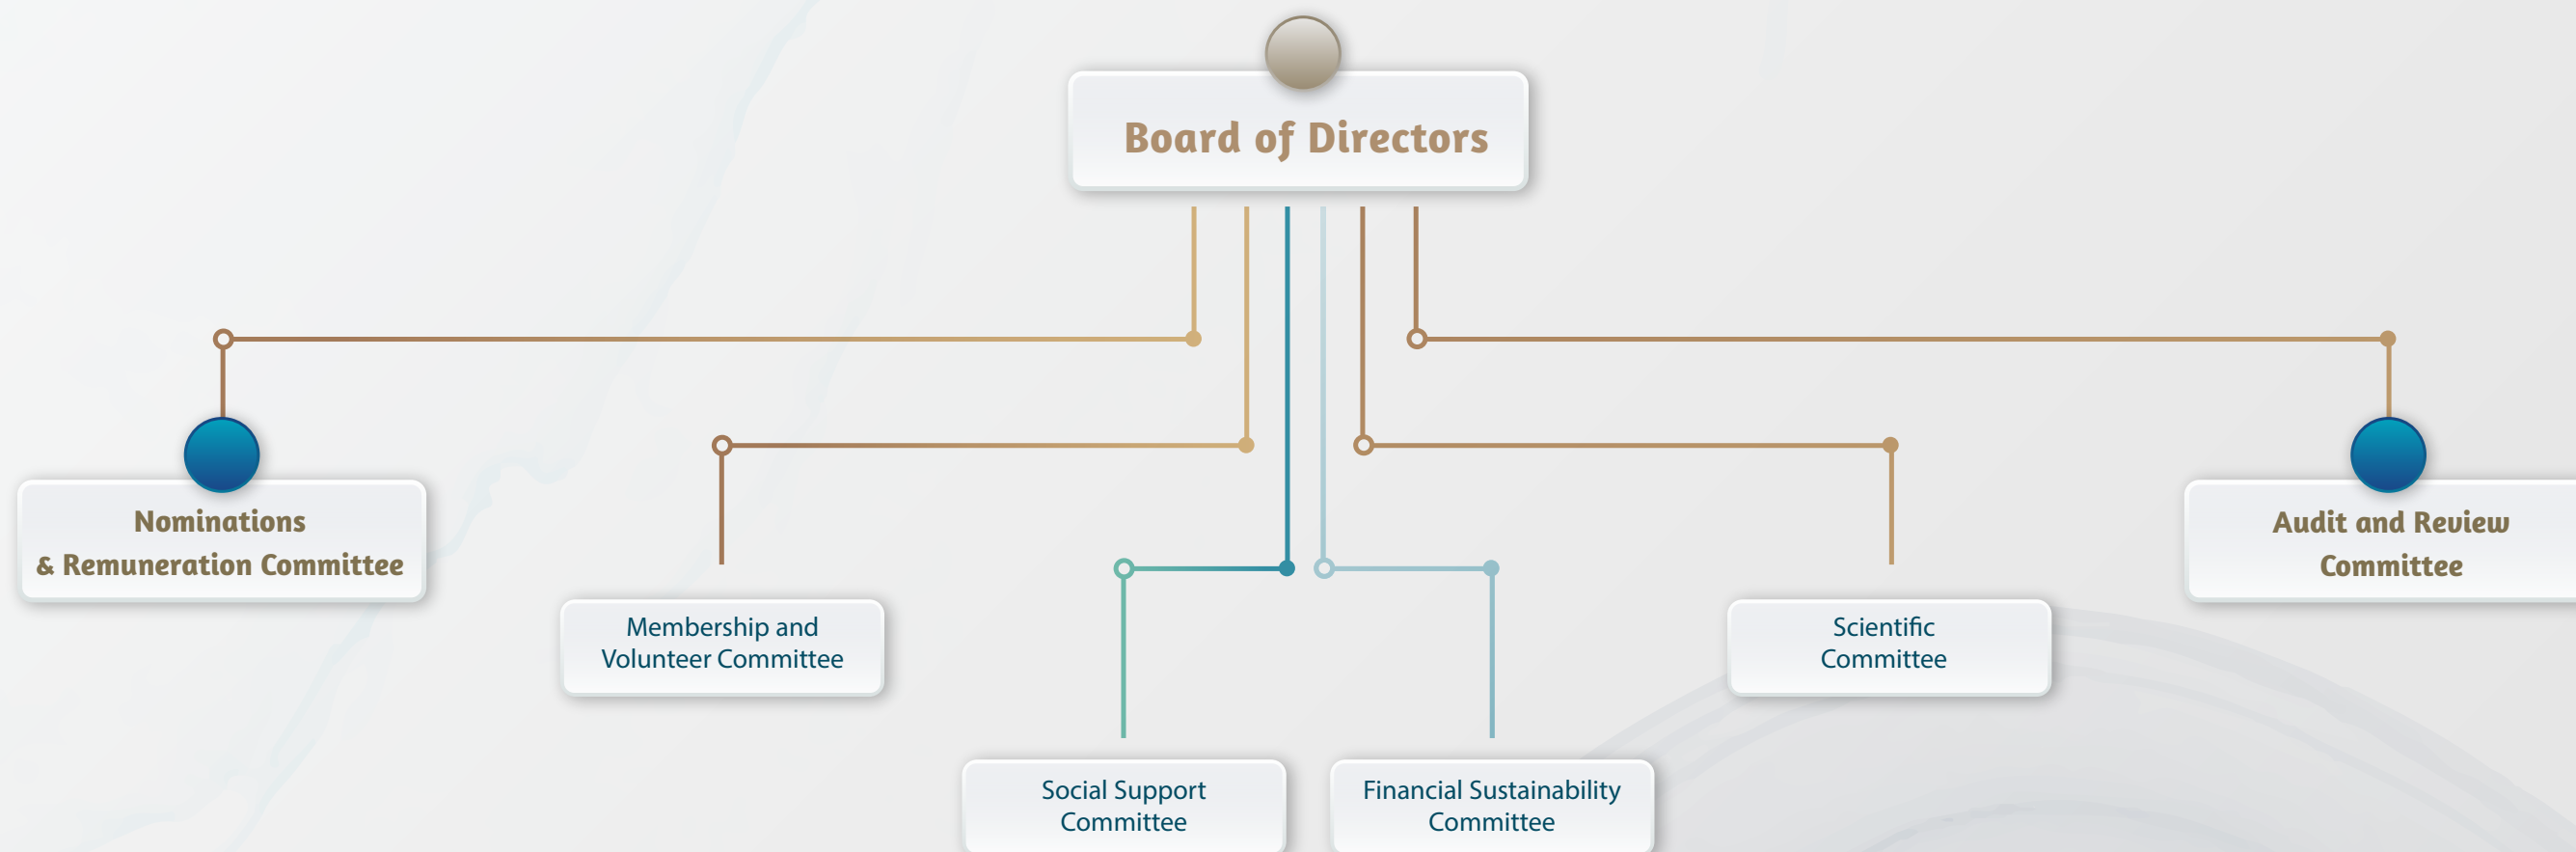 Board of Directors
Nominations
& Remuneration Committee
Audit and Review
Committee
Membership and
Volunteer Committee
Scientific
Committee
Social Support
Committee
Financial Sustainability
Committee